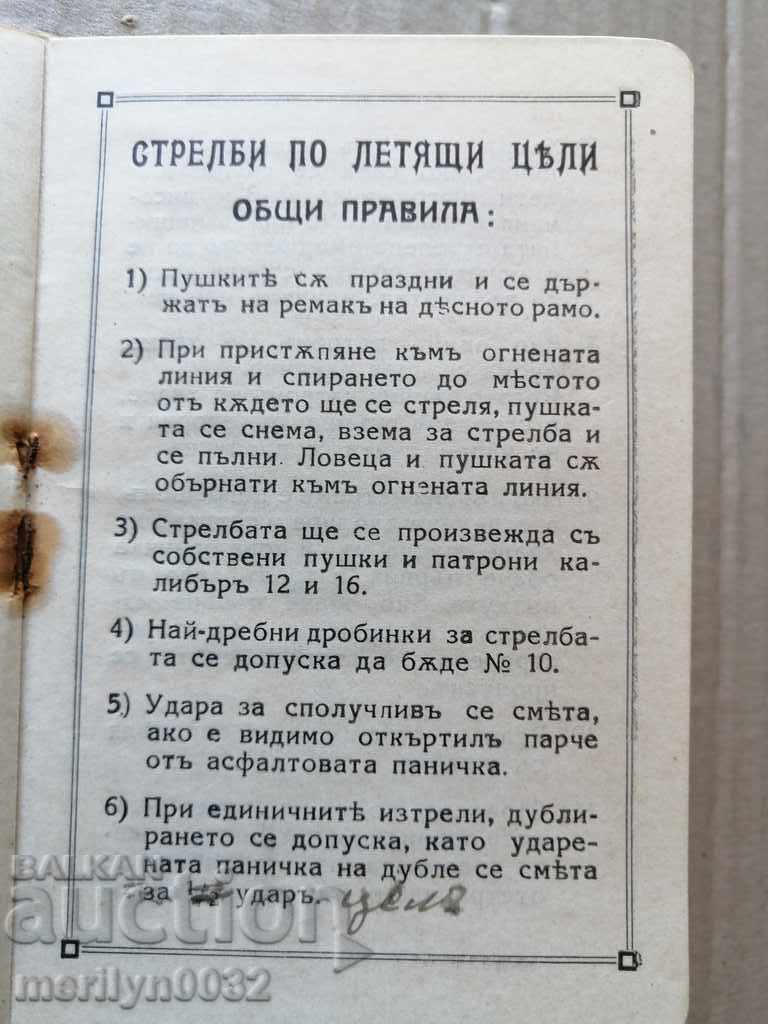 СТРЕЛБИ ПО ЛЕТЯЩИ ЦѢЛИ
ОБЩИ ПРАВИЛА:
1) Пушкитѣ сѫ праздни и се дър-
жатъ на ремакъ на дѣсното рамо.
2) При пристѫпяне къмъ огнената
линия и спирането до мѣстото
отъ кѫдето ще се стреля, пушка-
та се снема, взема за стрелба и
се пълни. Ловеца и пушката сѫ
обърнати къмъ огнената линия.
3) Стрелбата ще се произвежда съ
собствени пушки и патрони ка-
либъръ 12 и 16.
4) Най-дребни дробинки за стрелба-
та се допуска да бѫде № 10.
5) Удара за сполучливъ се смѣта,
ако е видимо откъртилъ парче
отъ асфалтовата паничка.
6) При единичнитѣ изтрели, дубли-
рането се допуска, като ударе-
ната паничка на дубле се смѣта
за 1/2 ударъ. целъ
BALKAN
auction
merilyn0032